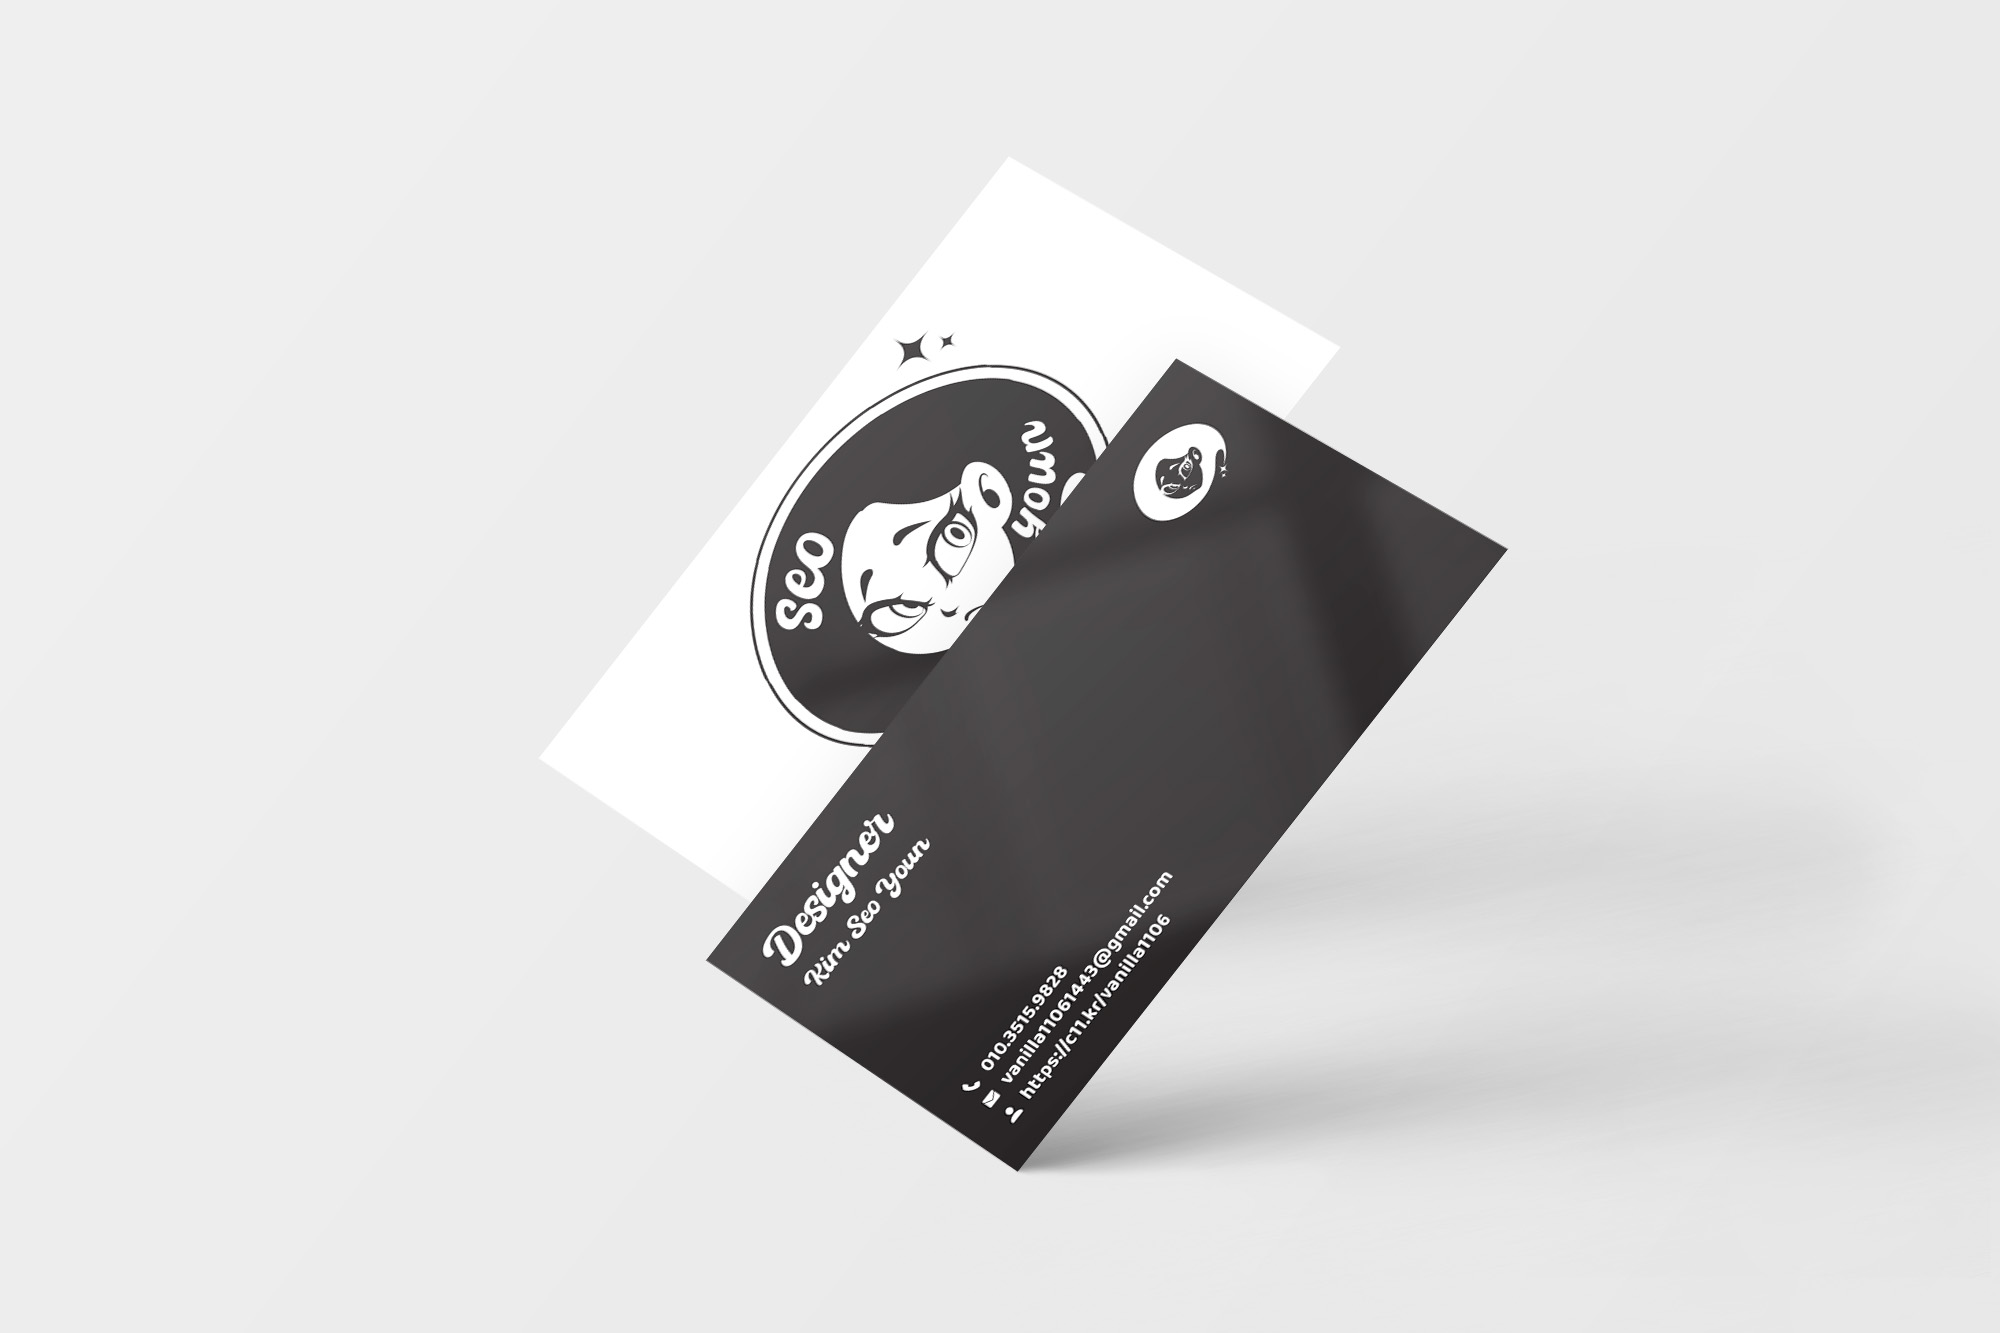 seo
youn
Designer
Kim Seo Youn
010.3515.9828
vanilla11061443@gmail.com
https://c11.kr/vanilla1106